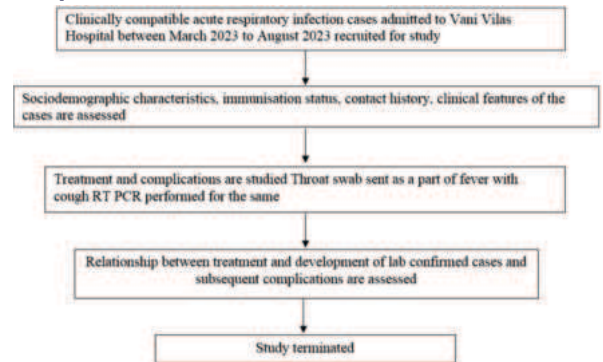 Clinically compatible acute respiratory infection cases admitted to Vani Vilas
Hospital between March 2023 to August 2023 recruited for study
Sociodemographic characteristics, immunisation status, contact history, clinical features of the
cases are assessed
Treatment and complications are studied Throat swab sent as a part of fever with
cough RT PCR performed for the same
Relationship between treatment and development of lab confirmed cases and
subsequent complications are assessed
Study terminated